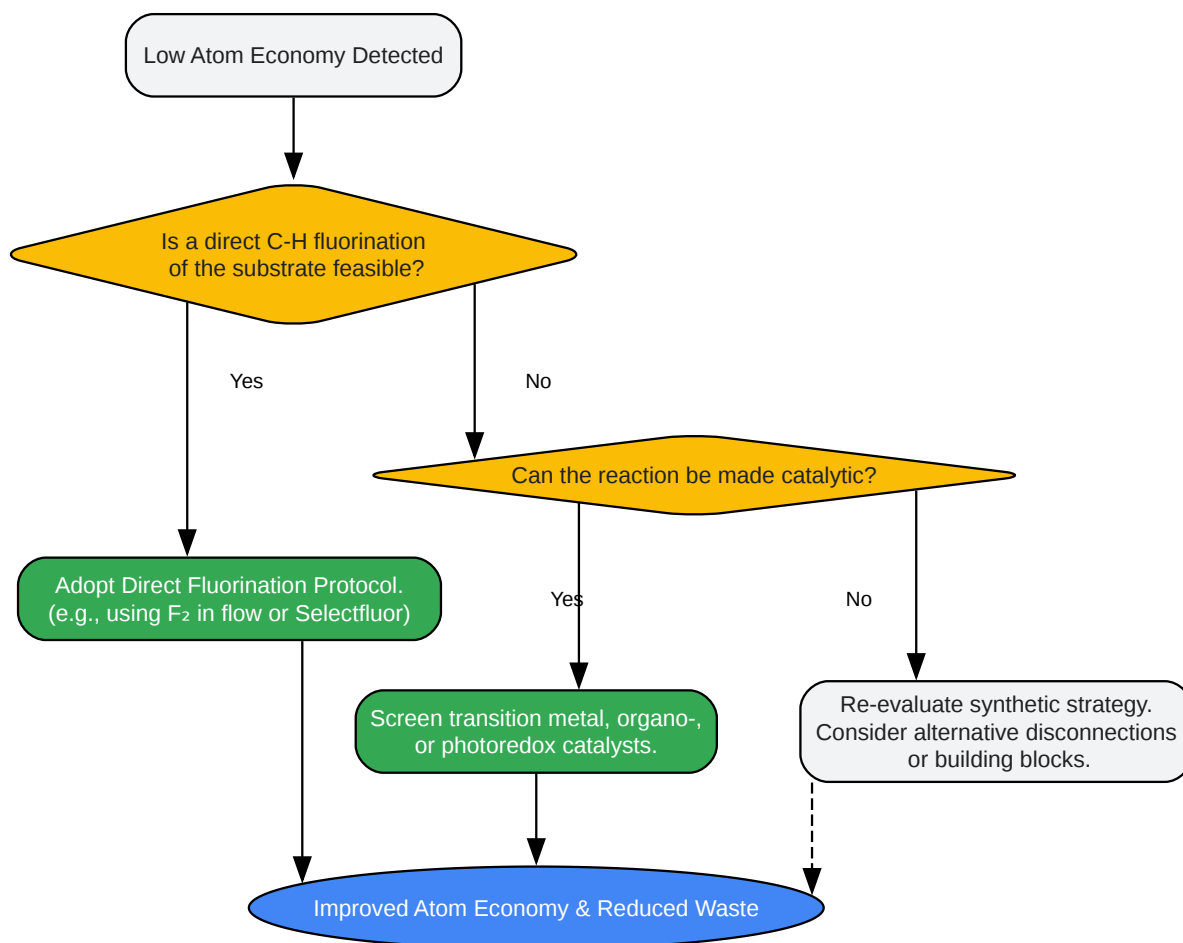 Low Atom Economy Detected
Is a direct C-H fluorination
of the substrate feasible?
Yes
No
Can the reaction be made catalytic?
Adopt Direct Fluorination Protocol.
(e.g., using F₂ in flow or Selectfluor)
Yes
No
Screen transition metal, organo-,
or photoredox catalysts.
Re-evaluate synthetic strategy.
Consider alternative disconnections
or building blocks.
Improved Atom Economy & Reduced Waste